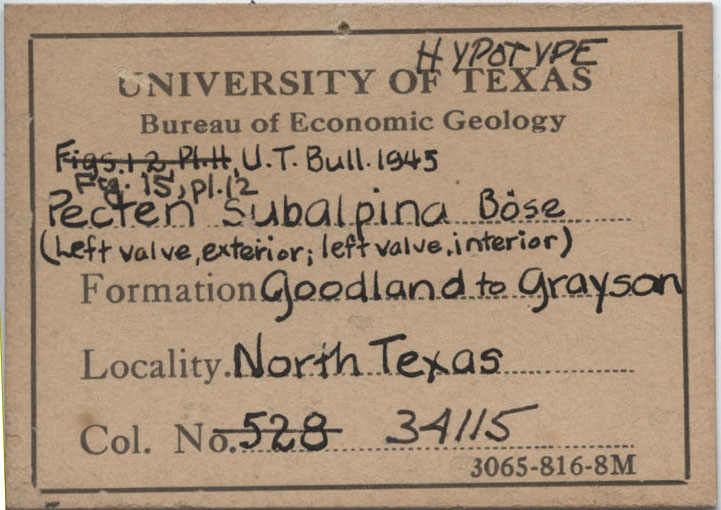 HYPOTYPE
UNIVERSITY OF TEXAS
Bureau of Economic Geology
Figs. 1, 2, Pl. H, U.T. Bull. 1945
Fig. 15, pl. 12
Pecten subalpina Böse
(Left valve, exterior; left valve, interior)
Formation Goodland to Grayson
Locality. North Texas
Col. No. 528 34115
3065-816-8M